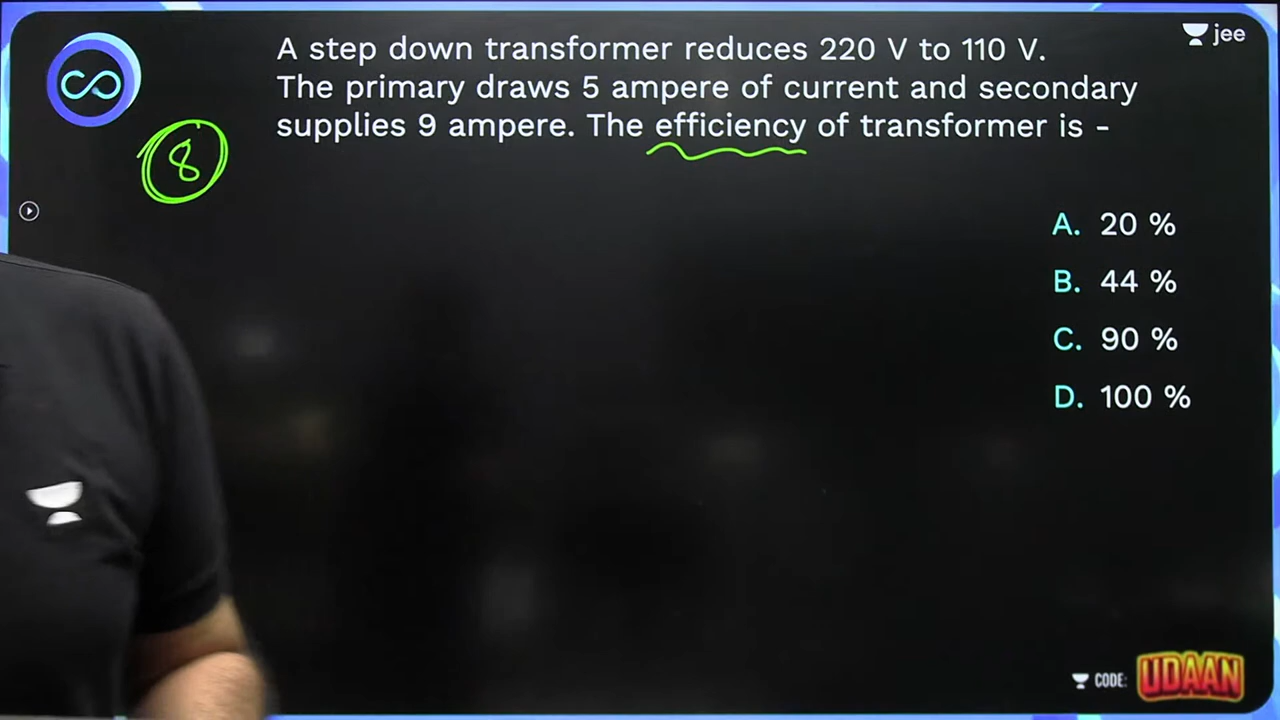 A step down transformer reduces 220 V to 110 V.
The primary draws 5 ampere of current and secondary
supplies 9 ampere. The efficiency of transformer is -
jee
8
A. 20 %
B. 44 %
C. 90 %
D. 100 %
CODE: UDAAN